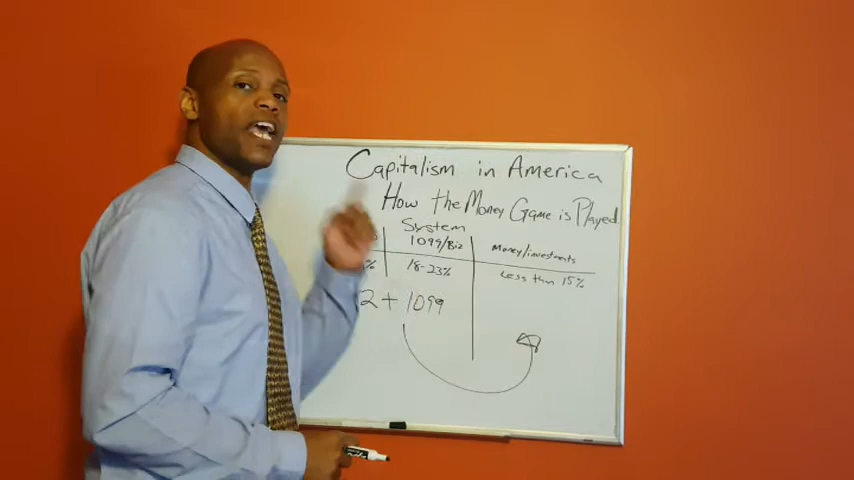 Capitalism in America
How the Money Game is Played
System
1099/Biz Money/investments
% 18-23% Less than 15%
2 + 1099